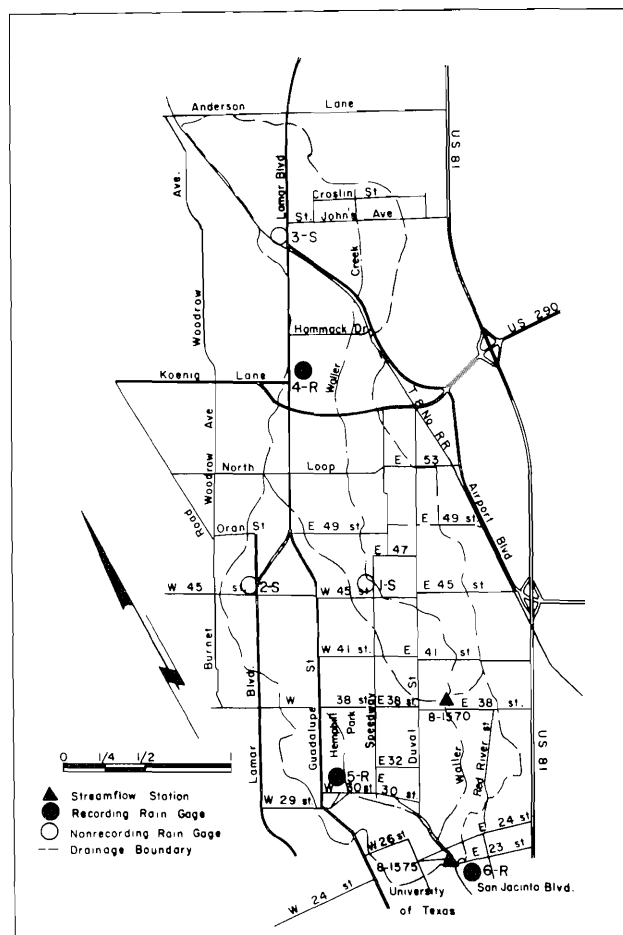 Anderson Lane
US 81
Lamar Blvd
Ave.
Croslin St
St. John's Ave
3-S
Creek
Woodrow
US 290
Hammack Dr.
Koenig Lane
4-R
Waller
T & No RR
Ave
Woodrow
North Loop
E 53
Airport Blvd
Road
Oran St
E 49 st
E 49 st.
E 47
2-S
1-S
W 45 st
W 45 st.
E 45 st
Burnet
W 41 st.
E 41 st
St
St
W 38 st.
E 38 st.
E 38 st.
8-1570
Blvd.
Guadalupe
Hemphill Park
Speedway
Duval
Waller
Red River st
US 81
0 1/4 1/2 1
Lamar
E 32
5-R
W 30 st
E 30 st.
Streamflow Station
Recording Rain Gage
Nonrecording Rain Gage
Drainage Boundary
W 29 st
W 26 st
E 24 st
E 23 st
8-1575
6-R
University of Texas
San Jacinto Blvd.
W 24 st